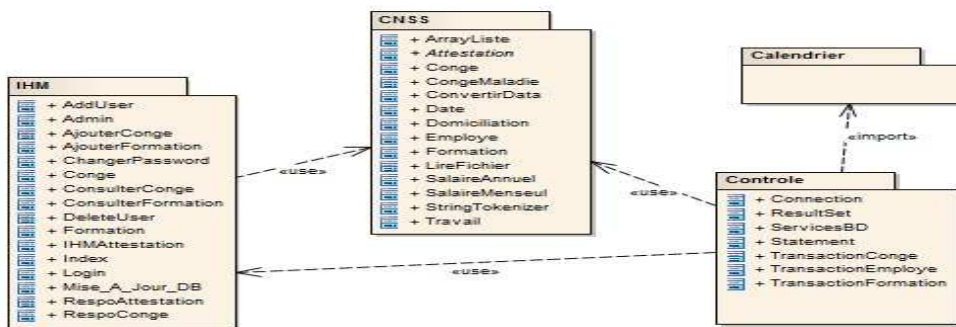 CNSS
+ ArrayListe
+ Attestation
+ Conge
+ CongeMaladie
+ ConvertirData
+ Date
+ Domiciliation
+ Employe
+ Formation
+ LireFichier
+ SalaireAnnuel
+ SalaireMenseul
+ StringTokenizer
+ Travail
IHM
+ AddUser
+ Admin
+ AjouterConge
+ AjouterFormation
+ ChangerPassword
+ Conge
+ ConsulterConge
+ ConsulterFormation
+ DeleteUser
+ Formation
+ IHMAttestation
+ Index
+ Login
+ Mise_A_Jour_DB
+ RespoAttestation
+ RespoConge
«use»
Calendrier
«import»
«use»
Controle
+ Connection
+ ResultSet
+ ServicesBD
+ Statement
+ TransactionConge
+ TransactionEmploye
+ TransactionFormation
«use»